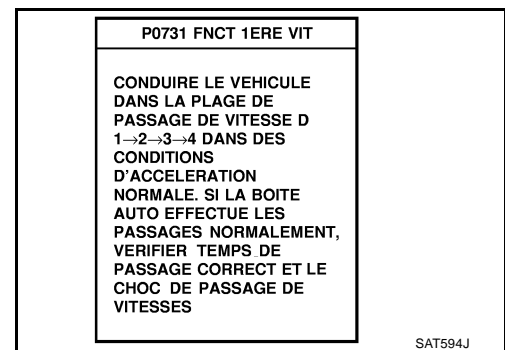 P0731 FNCT 1ERE VIT
CONDUIRE LE VEHICULE
DANS LA PLAGE DE
PASSAGE DE VITESSE D
1→2→3→4 DANS DES
CONDITIONS
D'ACCELERATION
NORMALE. SI LA BOITE
AUTO EFFECTUE LES
PASSAGES NORMALEMENT,
VERIFIER TEMPS DE
PASSAGE CORRECT ET LE
CHOC DE PASSAGE DE
VITESSES
SAT594J